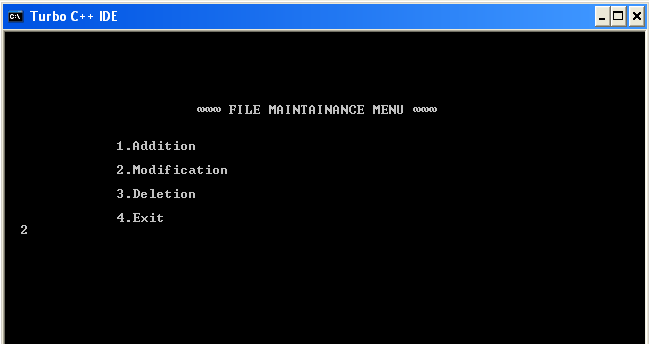 Turbo C++ IDE
∞∞∞ FILE MAINTAINANCE MENU ∞∞∞
1.Addition
2.Modification
3.Deletion
4.Exit
2